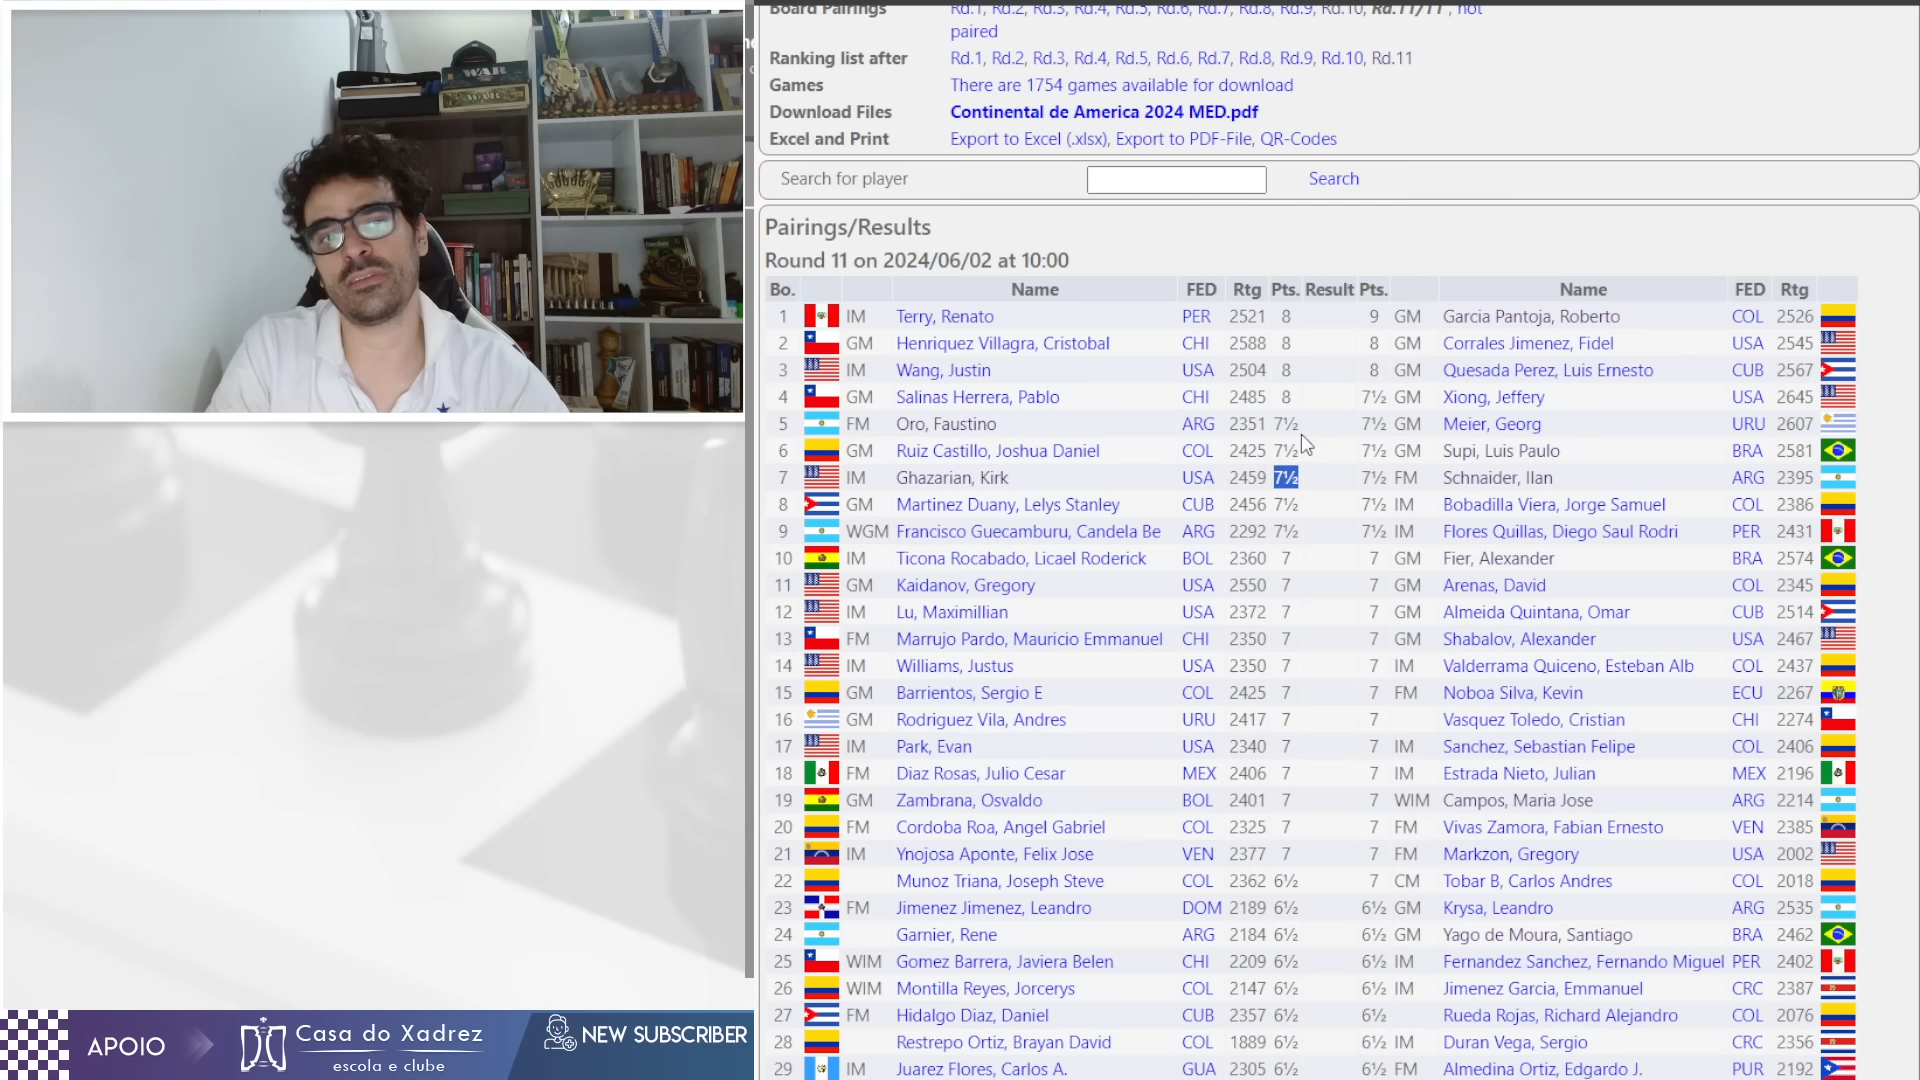 WAR
APOIO
Casa do Xadrez
escola e clube
NEW SUBSCRIBER
Board Pairings Rd.1, Rd.2, Rd.3, Rd.4, Rd.5, Rd.6, Rd.7, Rd.8, Rd.9, Rd.10, Rd.11/11 , not
paired
Ranking list after Rd.1, Rd.2, Rd.3, Rd.4, Rd.5, Rd.6, Rd.7, Rd.8, Rd.9, Rd.10, Rd.11
Games There are 1754 games available for download
Download Files Continental de America 2024 MED.pdf
Excel and Print Export to Excel (.xlsx), Export to PDF-File, QR-Codes
Search for player Search
Pairings/Results
Round 11 on 2024/06/02 at 10:00
Bo. Name FED Rtg Pts. Result Pts. Name FED Rtg
1 IM Terry, Renato PER 2521 8 9 GM Garcia Pantoja, Roberto COL 2526
2 GM Henriquez Villagra, Cristobal CHI 2588 8 8 GM Corrales Jimenez, Fidel USA 2545
3 IM Wang, Justin USA 2504 8 8 GM Quesada Perez, Luis Ernesto CUB 2567
4 GM Salinas Herrera, Pablo CHI 2485 8 7½ GM Xiong, Jeffery USA 2645
5 FM Oro, Faustino ARG 2351 7½ 7½ GM Meier, Georg URU 2607
6 GM Ruiz Castillo, Joshua Daniel COL 2425 7½ 7½ GM Supi, Luis Paulo BRA 2581
7 IM Ghazarian, Kirk USA 2459 7½ 7½ FM Schnaider, Ilan ARG 2395
8 GM Martinez Duany, Lelys Stanley CUB 2456 7½ 7½ IM Bobadilla Viera, Jorge Samuel COL 2386
9 WGM Francisco Guecamburu, Candela Be ARG 2292 7½ 7½ IM Flores Quillas, Diego Saul Rodri PER 2431
10 IM Ticona Rocabado, Licael Roderick BOL 2360 7 7 GM Fier, Alexander BRA 2574
11 GM Kaidanov, Gregory USA 2550 7 7 GM Arenas, David COL 2345
12 IM Lu, Maximillian USA 2372 7 7 GM Almeida Quintana, Omar CUB 2514
13 FM Marrujo Pardo, Mauricio Emmanuel CHI 2350 7 7 GM Shabalov, Alexander USA 2467
14 IM Williams, Justus USA 2350 7 7 IM Valderrama Quiceno, Esteban Alb COL 2437
15 GM Barrientos, Sergio E COL 2425 7 7 FM Noboa Silva, Kevin ECU 2267
16 GM Rodriguez Vila, Andres URU 2417 7 7 Vasquez Toledo, Cristian CHI 2274
17 IM Park, Evan USA 2340 7 7 IM Sanchez, Sebastian Felipe COL 2406
18 FM Diaz Rosas, Julio Cesar MEX 2406 7 7 IM Estrada Nieto, Julian MEX 2196
19 GM Zambrana, Osvaldo BOL 2401 7 7 WIM Campos, Maria Jose ARG 2214
20 FM Cordoba Roa, Angel Gabriel COL 2325 7 7 FM Vivas Zamora, Fabian Ernesto VEN 2385
21 IM Ynojosa Aponte, Felix Jose VEN 2377 7 7 FM Markzon, Gregory USA 2002
22 Munoz Triana, Joseph Steve COL 2362 6½ 7 CM Tobar B, Carlos Andres COL 2018
23 FM Jimenez Jimenez, Leandro DOM 2189 6½ 6½ GM Krysa, Leandro ARG 2535
24 Garnier, Rene ARG 2184 6½ 6½ GM Yago de Moura, Santiago BRA 2462
25 WIM Gomez Barrera, Javiera Belen CHI 2209 6½ 6½ IM Fernandez Sanchez, Fernando Miguel PER 2402
26 WIM Montilla Reyes, Jorcerys COL 2147 6½ 6½ IM Jimenez Garcia, Emmanuel CRC 2387
27 FM Hidalgo Diaz, Daniel CUB 2357 6½ 6½ Rueda Rojas, Richard Alejandro COL 2076
28 Restrepo Ortiz, Brayan David COL 1889 6½ 6½ IM Duran Vega, Sergio CRC 2356
29 IM Juarez Flores, Carlos A. GUA 2305 6½ 6½ FM Almedina Ortiz, Edgardo J. PUR 2192